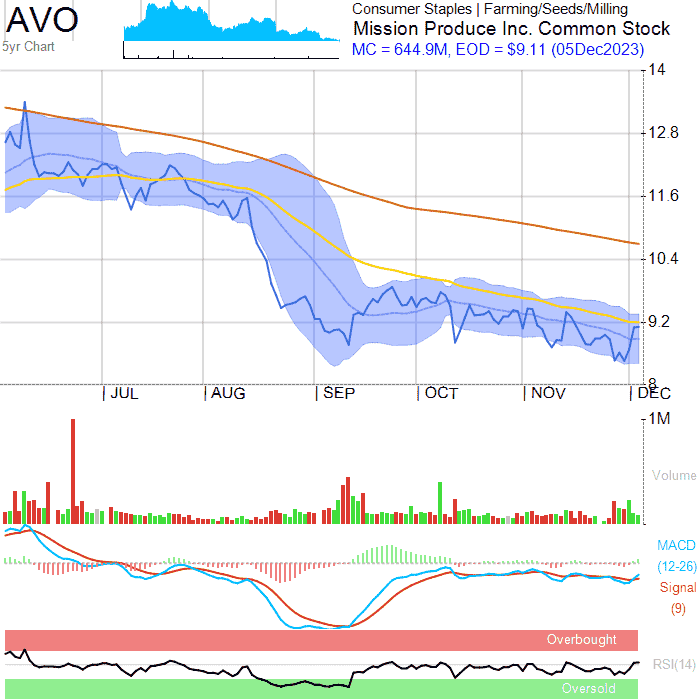 AVO
5yr Chart
Consumer Staples | Farming/Seeds/Milling
Mission Produce Inc. Common Stock
MC = 644.9M, EOD = $9.11 (05Dec2023)
14
12.8
11.6
10.4
9.2
8
JUL AUG SEP OCT NOV DEC
1M
Volume
MACD
(12-26)
Signal
(9)
Overbought
RSI(14)
Oversold